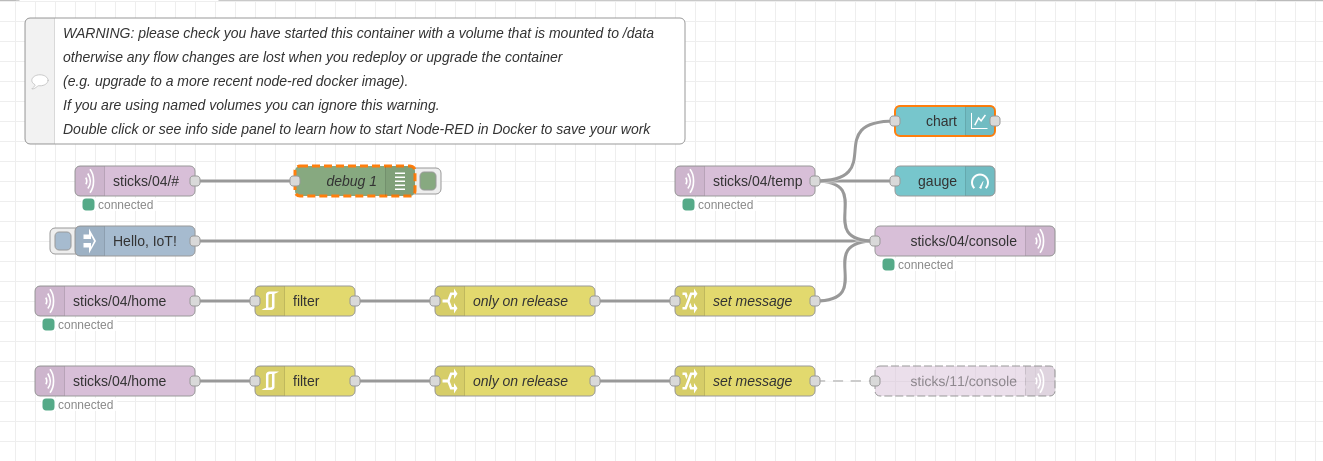 WARNING: please check you have started this container with a volume that is mounted to /data
otherwise any flow changes are lost when you redeploy or upgrade the container
(e.g. upgrade to a more recent node-red docker image).
If you are using named volumes you can ignore this warning.
Double click or see info side panel to learn how to start Node-RED in Docker to save your work
chart
sticks/04/#
connected
debug 1
sticks/04/temp
connected
gauge
Hello, IoT!
sticks/04/console
connected
sticks/04/home
connected
filter
only on release
set message
sticks/04/home
connected
filter
only on release
set message
sticks/11/console